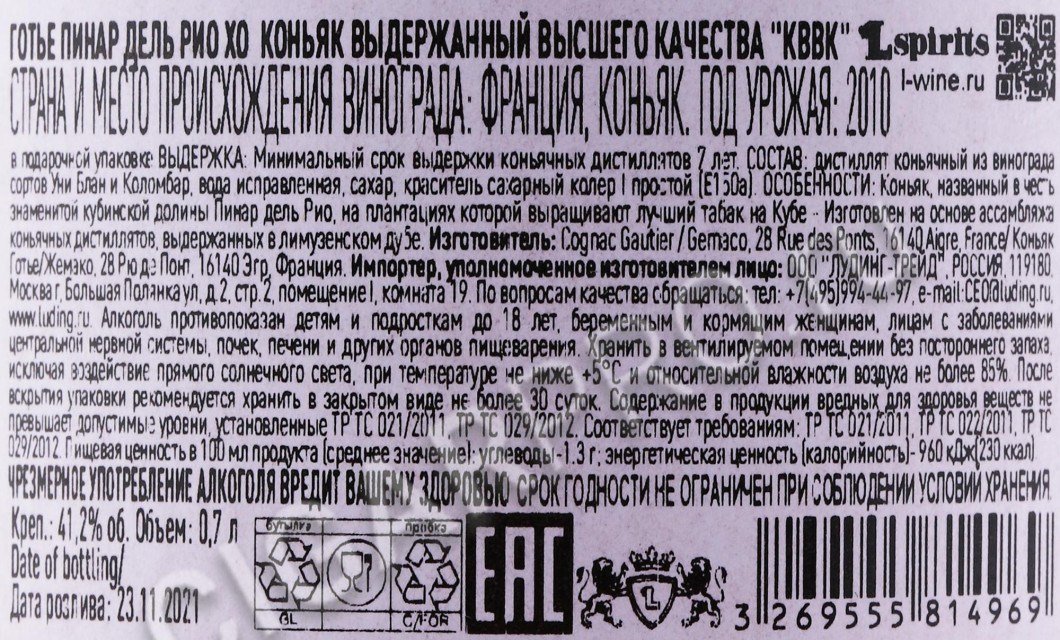 ГОТЬЕ ПИНАР ДЕЛЬ РИО ХО КОНЬЯК ВЫДЕРЖАННЫЙ ВЫСШЕГО КАЧЕСТВА "КВВК" L spirits
СТРАНА И МЕСТО ПРОИСХОЖДЕНИЯ ВИНОГРАДА: ФРАНЦИЯ, КОНЬЯК. ГОД УРОЖАЯ: 2010 l-wine.ru
в подарочной упаковке ВЫДЕРЖКА: Минимальный срок выдержки коньячных дистиллятов 7 лет. СОСТАВ: дистиллят коньячный из винограда
сортов Уни Блан и Коломбар, вода исправленная, сахар, краситель сахарный колер I простой (Е150а). ОСОБЕННОСТИ: Коньяк, названный в честь
знаменитой кубинской долины Пинар дель Рио, на плантациях которой выращивают лучший табак на Кубе - Изготовлен на основе ассамбляжа
коньячных дистиллятов, выдержанных в лимузенском дубе. Изготовитель: Cognac Gautier / Gemaco, 28 Rue des Ponts, 16140 Aigre, France/ Коньяк
Готье/Жемако, 28 Рю де Понт, 16140 Эгр, Франция. Импортер, уполномоченное изготовителем лицо: ООО "ЛУДИНГ-ТРЕЙД", РОССИЯ, 119180
Москва г, Большая Полянка ул, д.2, стр.2, помещение I, комната 19. По вопросам качества обращаться: тел: +7(495)994-44-97, e-mail:CEO@luding.ru,
www.luding.ru. Алкоголь противопоказан детям и подросткам до 18 лет, беременным и кормящим женщинам, лицам с заболеваниями
центральной нервной системы, почек, печени и других органов пищеварения. Хранить в вентилируемом помещении без постороннего запаха,
исключая воздействие прямого солнечного света, при температуре не ниже +5°С и относительной влажности воздуха не более 85%. После
вскрытия упаковки рекомендуется хранить в закрытом виде не более 30 суток. Содержание в продукции вредных для здоровья веществ не
превышает допустимые уровни, установленные ТР ТС 021/2011, ТР ТС 029/2012. Соответствует требованиям: ТР ТС 021/2011, ТР ТС 022/2011, ТР ТС
029/2012. Пищевая ценность в 100 мл продукта (среднее значение): углеводы -1.3 г; энергетическая ценность (калорийность)- 960 кДж(230 ккал).
ЧРЕЗМЕРНОЕ УПОТРЕБЛЕНИЕ АЛКОГОЛЯ ВРЕДИТ ВАШЕМУ ЗДОРОВЬЮ СРОК ГОДНОСТИ НЕ ОГРАНИЧЕН ПРИ СОБЛЮДЕНИИ УСЛОВИЙ ХРАНЕНИЯ
Креп.: 41,2% об. Объем: 0,7 л
Date of bottling/
Дата розлива: 23.11.2021
бутылка пробка
GL C/FOR
EAC
L
3 269555 814969
CIGARPRO.RU